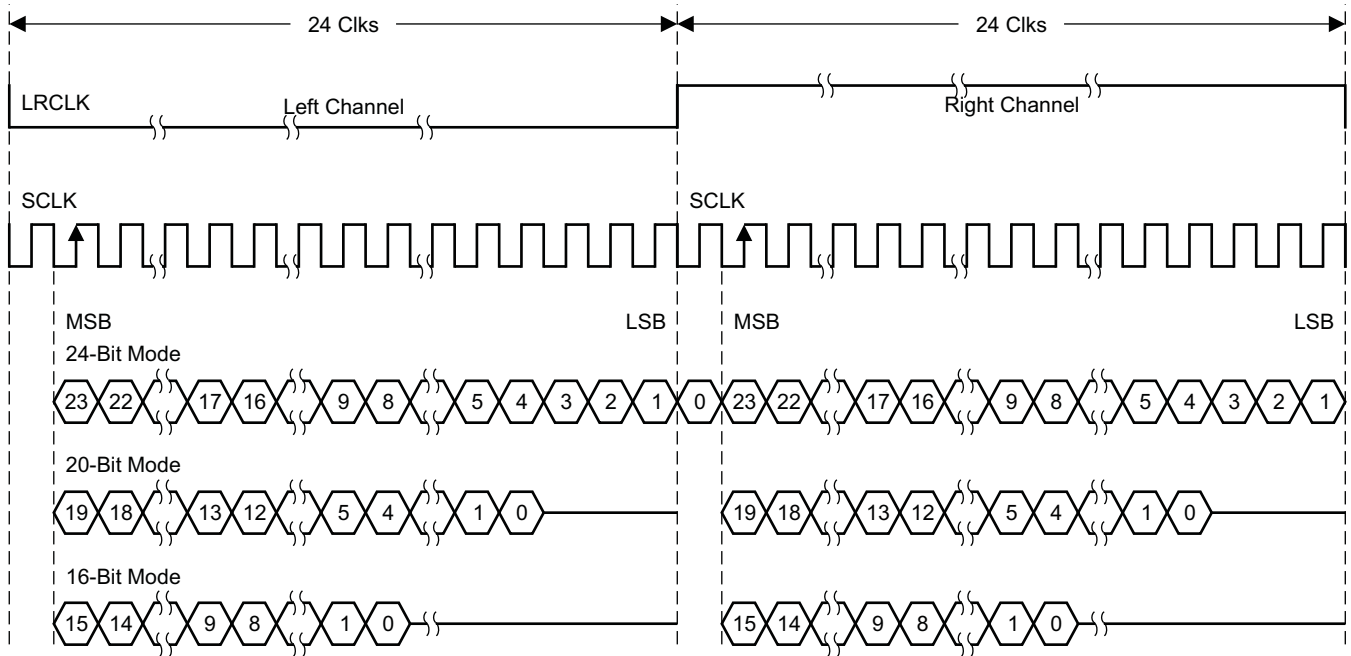 24 Clks 24 Clks
LRCLK Left Channel Right Channel
SCLK SCLK
MSB LSB MSB LSB
24-Bit Mode
23 22 17 16 9 8 5 4 3 2 1 0 23 22 17 16 9 8 5 4 3 2 1
20-Bit Mode
19 18 13 12 5 4 1 0 19 18 13 12 5 4 1 0
16-Bit Mode
15 14 9 8 1 0 15 14 9 8 1 0